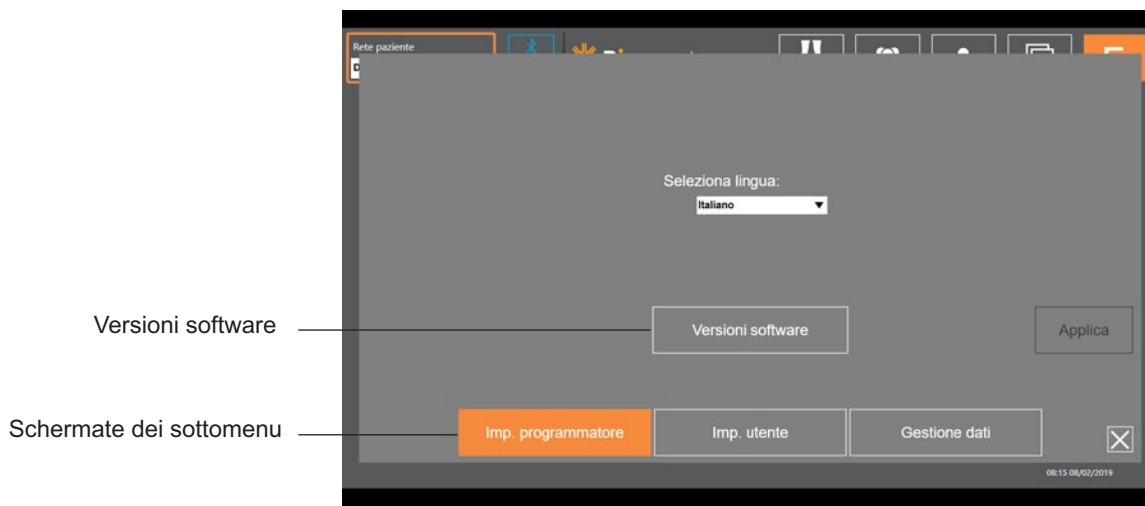 Rete paziente
Seleziona lingua:
Italiano
Versioni software
Versioni software
Applica
Schermate dei sottomenu
Imp. programmatore
Imp. utente
Gestione dati
08:15 08/02/2019